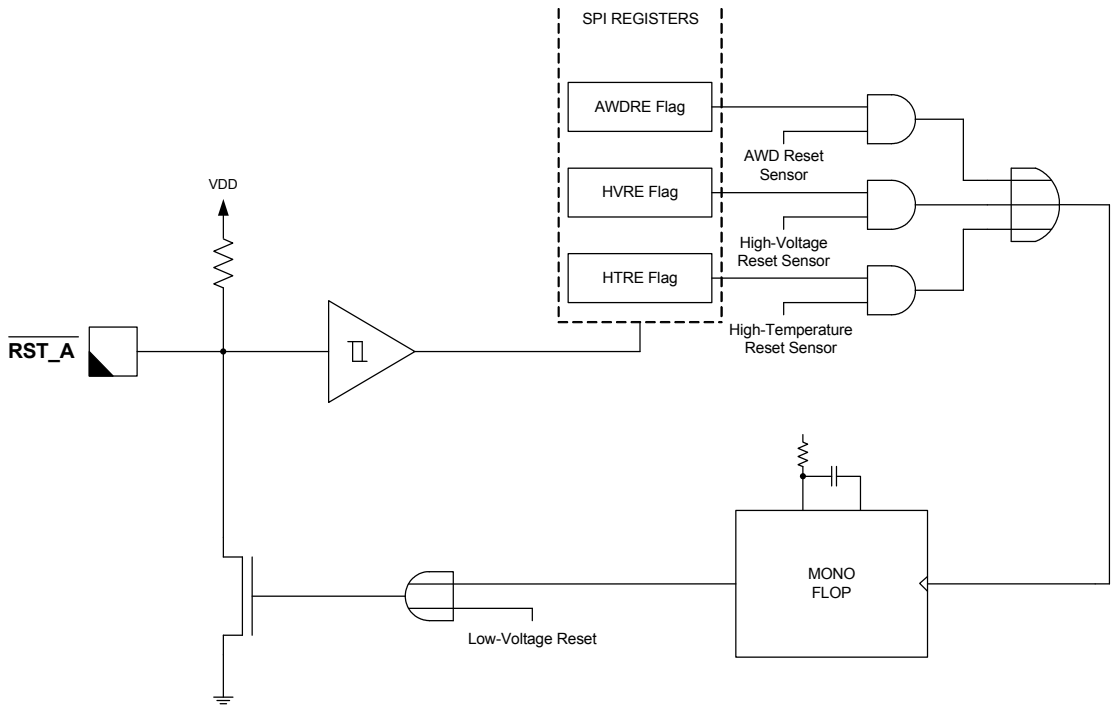 SPI REGISTERS
AWDRE Flag
AWD Reset
Sensor
HVRE Flag
High-Voltage
Reset Sensor
HTRE Flag
High-Temperature
Reset Sensor
VDD
RST_A
MONO
FLOP
Low-Voltage Reset